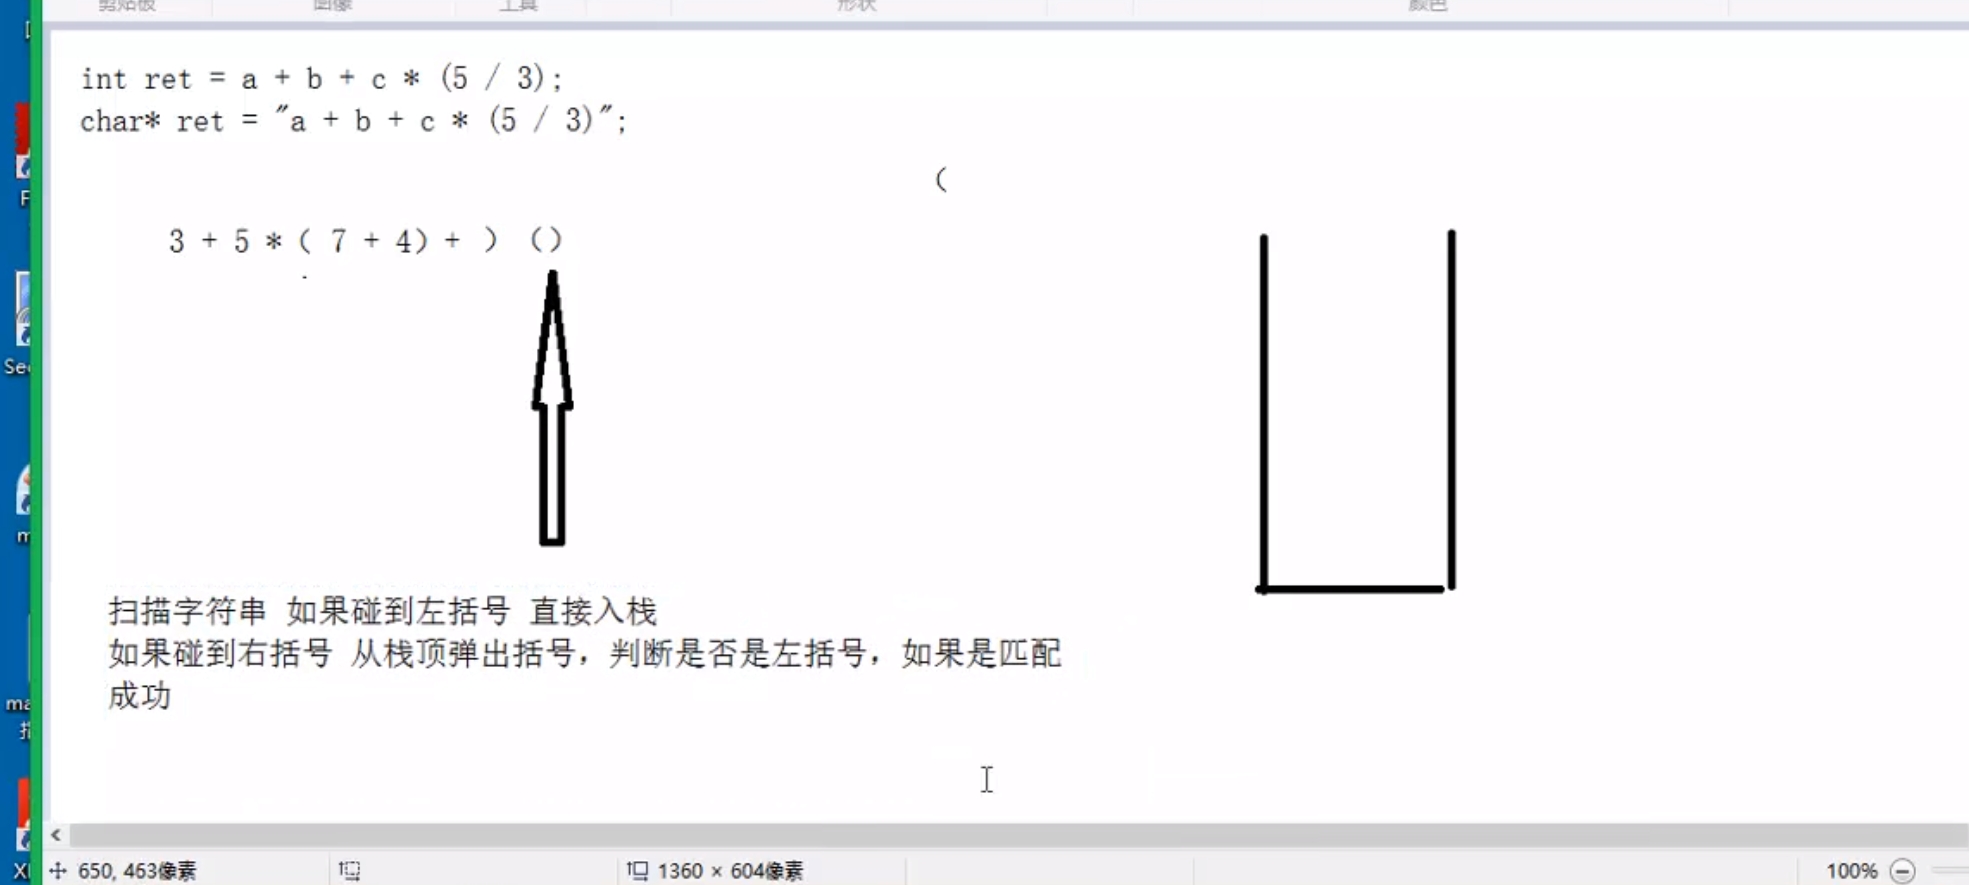 剪贴板 图像 工具 形状 颜色
int ret = a + b + c * (5 / 3);
char* ret = "a + b + c * (5 / 3)";
(
3 + 5 * ( 7 + 4) + ) ()
扫描字符串 如果碰到左括号 直接入栈
如果碰到右括号 从栈顶弹出括号，判断是否是左括号，如果是匹配
成功
650, 463像素 1360 × 604像素 100%